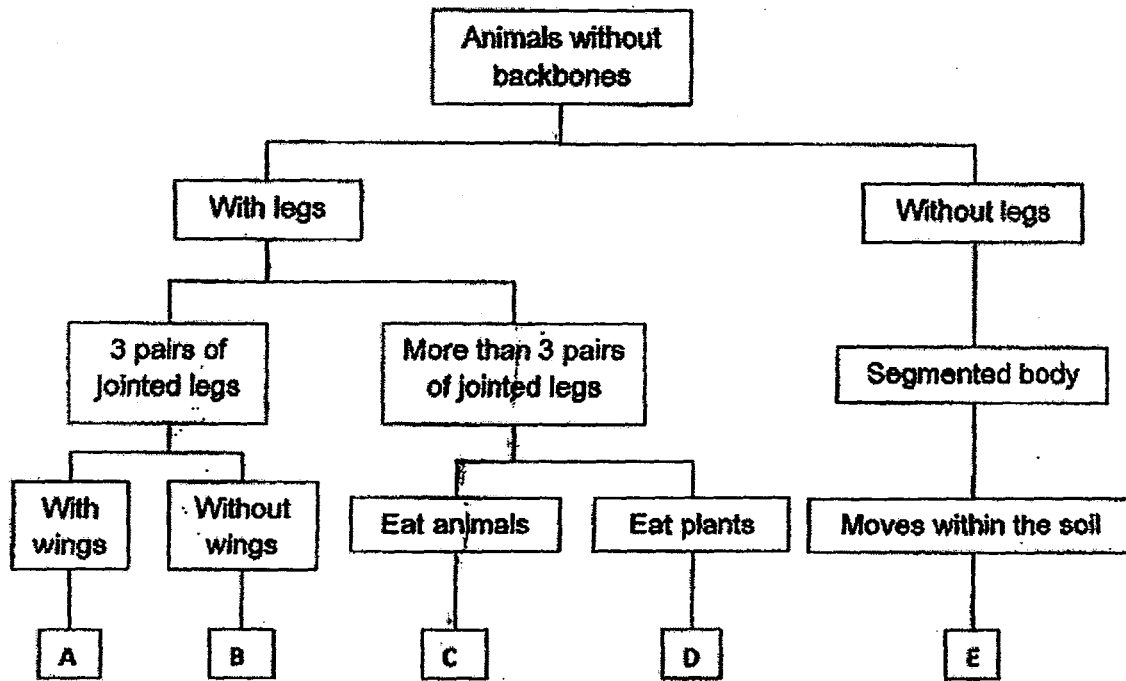 Animals without
backbones
With legs
Without legs
3 pairs of
jointed legs
More than 3 pairs
of jointed legs
Segmented body
With
wings
Without
wings
Eat animals
Eat plants
Moves within the soil
A
B
C
D
E